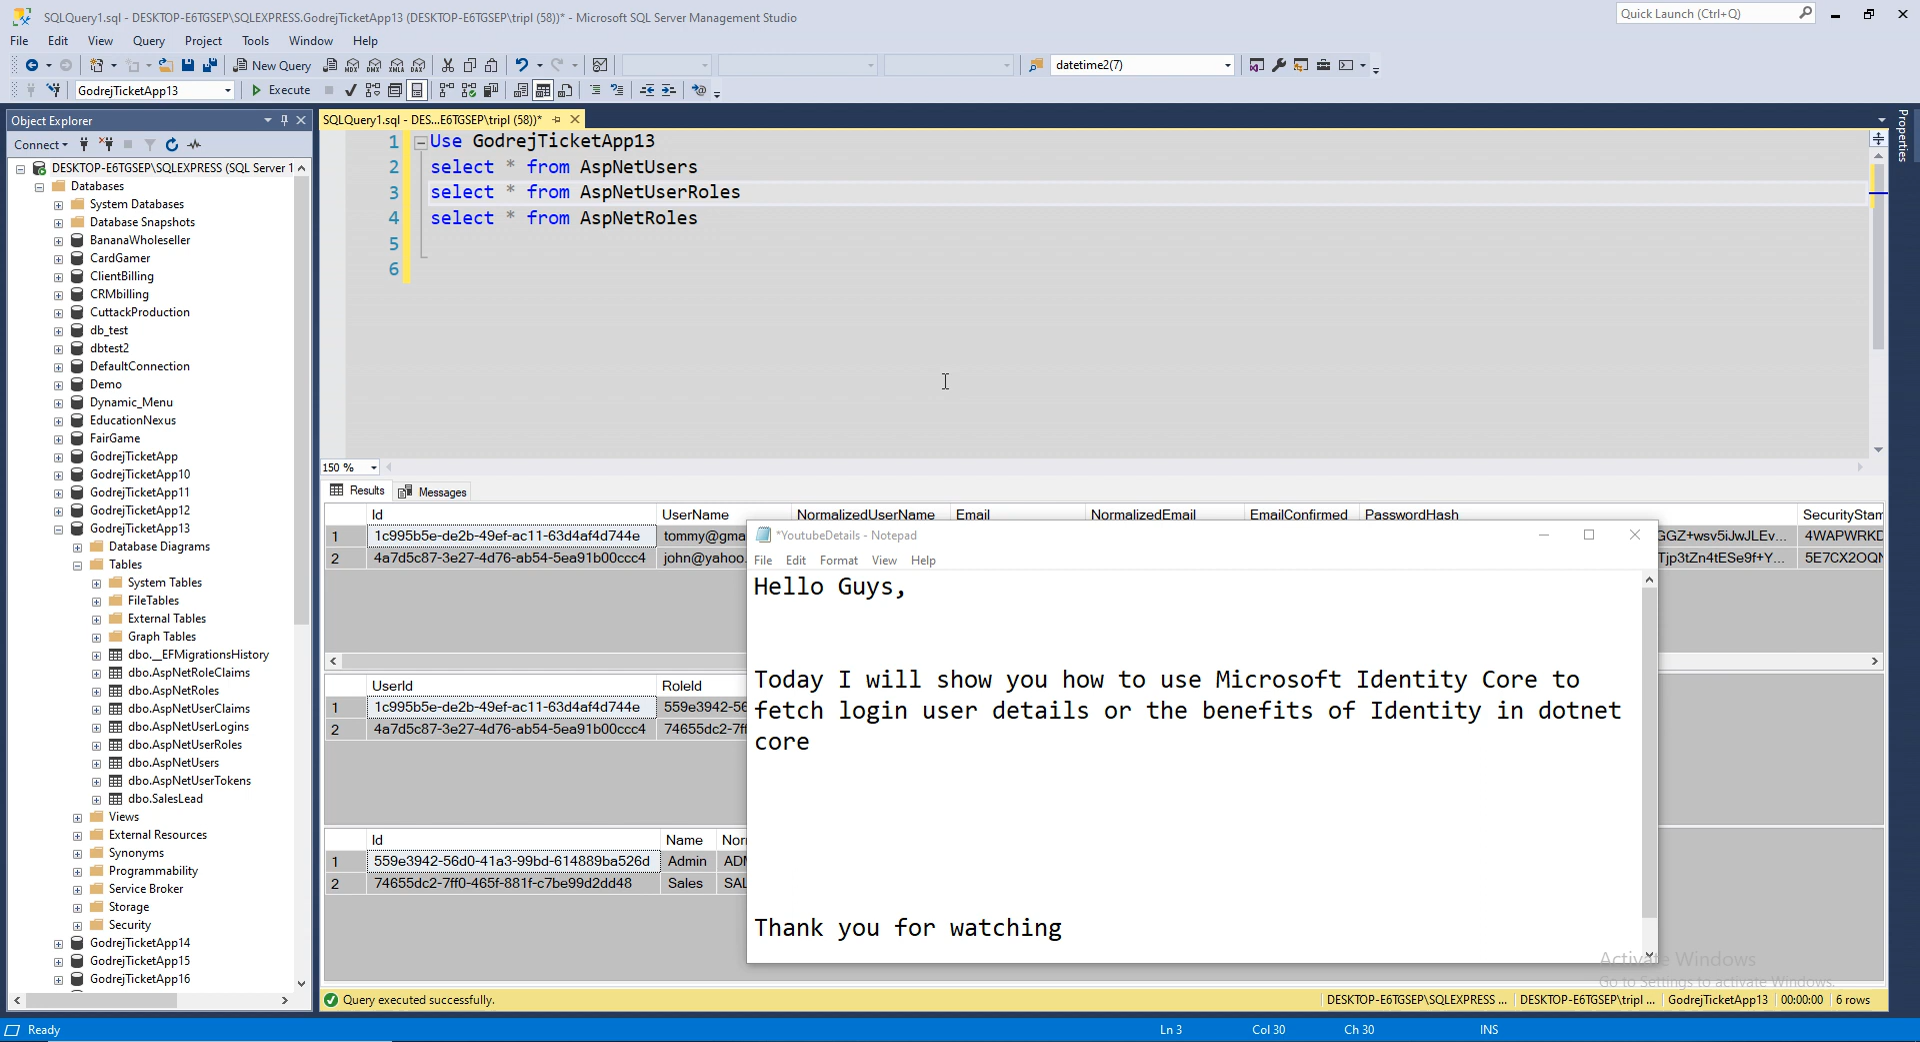 SQLQuery1.sql - DESKTOP-E6TGSEP\SQLEXPRESS.GodrejTicketApp13 (DESKTOP-E6TGSEP\tripl (58))* - Microsoft SQL Server Management Studio
Quick Launch (Ctrl+Q)
File Edit View Query Project Tools Window Help
New Query MDX DMX XMLA DAX datetime2(7)
GodrejTicketApp13 Execute
Object Explorer
Connect
DESKTOP-E6TGSEP\SQLEXPRESS (SQL Server 1
Databases
System Databases
Database Snapshots
BananaWholeseller
CardGamer
ClientBilling
CRMbilling
CuttackProduction
db_test
dbtest2
DefaultConnection
Demo
Dynamic_Menu
EducationNexus
FairGame
GodrejTicketApp
GodrejTicketApp10
GodrejTicketApp11
GodrejTicketApp12
GodrejTicketApp13
Database Diagrams
Tables
System Tables
FileTables
External Tables
Graph Tables
dbo.__EFMigrationsHistory
dbo.AspNetRoleClaims
dbo.AspNetRoles
dbo.AspNetUserClaims
dbo.AspNetUserLogins
dbo.AspNetUserRoles
dbo.AspNetUsers
dbo.AspNetUserTokens
dbo.SalesLead
Views
External Resources
Synonyms
Programmability
Service Broker
Storage
Security
GodrejTicketApp14
GodrejTicketApp15
GodrejTicketApp16
SQLQuery1.sql - DES...E6TGSEP\tripl (58))*
Properties
1 Use GodrejTicketApp13
2 select * from AspNetUsers
3 select * from AspNetUserRoles
4 select * from AspNetRoles
5
6
150 %
Results Messages
Id UserName NormalizedUserName Email NormalizedEmail EmailConfirmed PasswordHash SecurityStam
1 1c995b5e-de2b-49ef-ac11-63d4af4d744e tommy@gma GGZ+wsv5iJwJLEv... 4WAPWRKD
2 4a7d5c87-3e27-4d76-ab54-5ea91b00ccc4 john@yahoo. Tjp3tZn4tESe9f+Y... 5E7CX2OQN
UserId RoleId
1 1c995b5e-de2b-49ef-ac11-63d4af4d744e 559e3942-56
2 4a7d5c87-3e27-4d76-ab54-5ea91b00ccc4 74655dc2-7ff
Id Name Nor
1 559e3942-56d0-41a3-99bd-614889ba526d Admin ADM
2 74655dc2-7ff0-465f-881f-c7be99d2dd48 Sales SAL
*YoutubeDetails - Notepad
File Edit Format View Help
Hello Guys,
Today I will show you how to use Microsoft Identity Core to
fetch login user details or the benefits of Identity in dotnet
core
Thank you for watching
Activate Windows
Go to Settings to activate Windows.
Query executed successfully.
DESKTOP-E6TGSEP\SQLEXPRESS ... DESKTOP-E6TGSEP\tripl ... GodrejTicketApp13 00:00:00 6 rows
Ready Ln 3 Col 30 Ch 30 INS